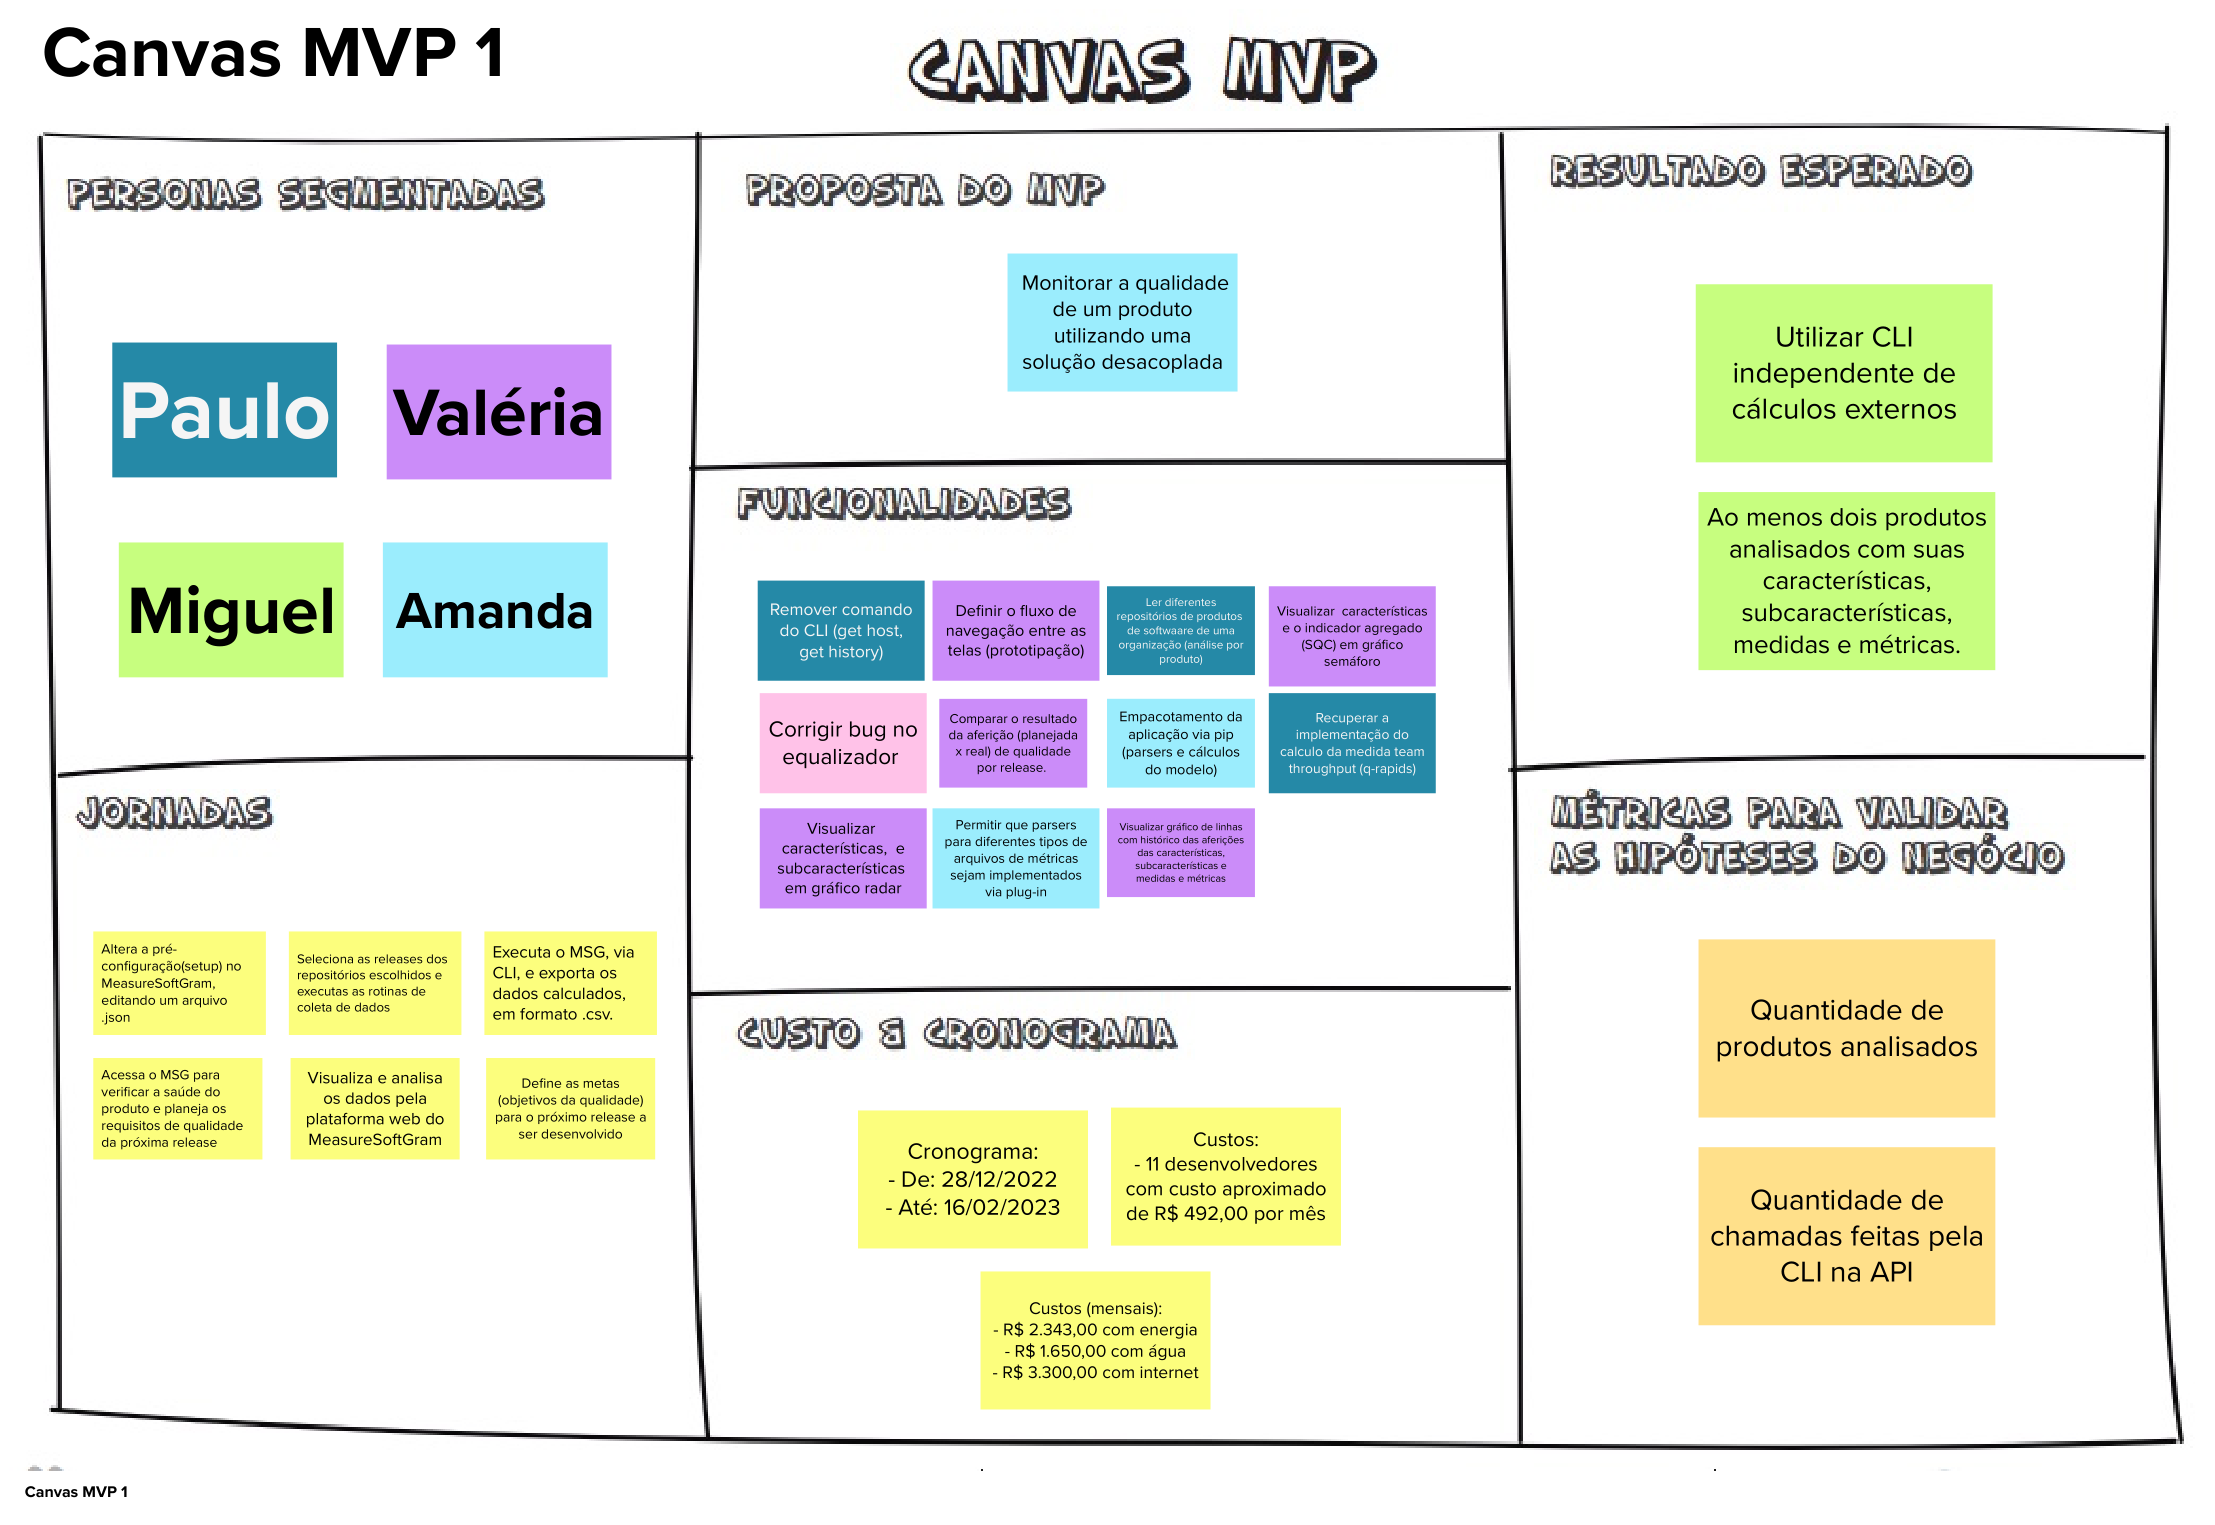 Canvas MVP 1
CANVAS MVP
PERSONAS SEGMENTADAS
Paulo
Valéria
Miguel
Amanda
PROPOSTA DO MVP
Monitorar a qualidade
de um produto
utilizando uma
solução desacoplada
RESULTADO ESPERADO
Utilizar CLI
independente de
cálculos externos
Ao menos dois produtos
analisados com suas
características,
subcaracterísticas,
medidas e métricas.
FUNCIONALIDADES
Remover comando
do CLI (get host,
get history)
Definir o fluxo de
navegação entre as
telas (prototipação)
Ler diferentes
repositórios de produtos
de softwaare de uma
organização (análise por
produto)
Visualizar características
e o indicador agregado
(SQC) em gráfico
semáforo
Corrigir bug no
equalizador
Comparar o resultado
da aferição (planejada
x real) de qualidade
por release.
Empacotamento da
aplicação via pip
(parsers e cálculos
do modelo)
Recuperar a
implementação do
calculo da medida team
throughput (q-rapids)
Visualizar
características, e
subcaracterísticas
em gráfico radar
Permitir que parsers
para diferentes tipos de
arquivos de métricas
sejam implementados
via plug-in
Visualizar gráfico de linhas
com histórico das aferições
das características,
subcaracterísticas e
medidas e métricas
JORNADAS
Altera a pré-
configuração(setup) no
MeasureSoftGram,
editando um arquivo
.json
Seleciona as releases dos
repositórios escolhidos e
executas as rotinas de
coleta de dados
Executa o MSG, via
CLI, e exporta os
dados calculados,
em formato .csv.
Acessa o MSG para
verificar a saúde do
produto e planeja os
requisitos de qualidade
da próxima release
Visualiza e analisa
os dados pela
plataforma web do
MeasureSoftGram
Define as metas
(objetivos da qualidade)
para o próximo release a
ser desenvolvido
CUSTO & CRONOGRAMA
Cronograma:
- De: 28/12/2022
- Até: 16/02/2023
Custos:
- 11 desenvolvedores
com custo aproximado
de R$ 492,00 por mês
Custos (mensais):
- R$ 2.343,00 com energia
- R$ 1.650,00 com água
- R$ 3.300,00 com internet
MÉTRICAS PARA VALIDAR
AS HIPÓTESES DO NEGÓCIO
Quantidade de
produtos analisados
Quantidade de
chamadas feitas pela
CLI na API
Canvas MVP 1